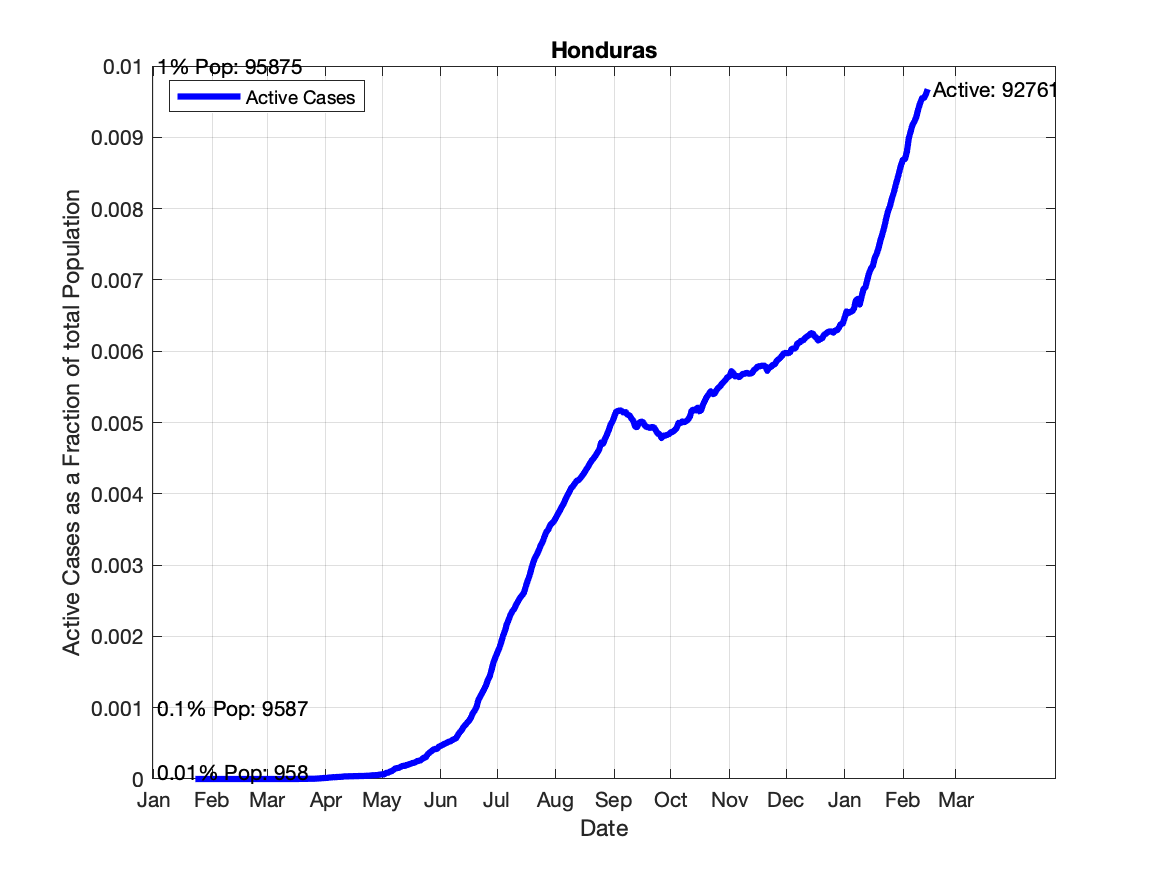 Honduras
0.01
1% Pop: 95875
Active Cases
Active: 92761
0.009
0.008
0.007
0.006
0.005
0.004
0.003
0.002
0.001
0.1% Pop: 9587
0
0.01% Pop: 958
Active Cases as a Fraction of total Population
Jan Feb Mar Apr May Jun Jul Aug Sep Oct Nov Dec Jan Feb Mar
Date